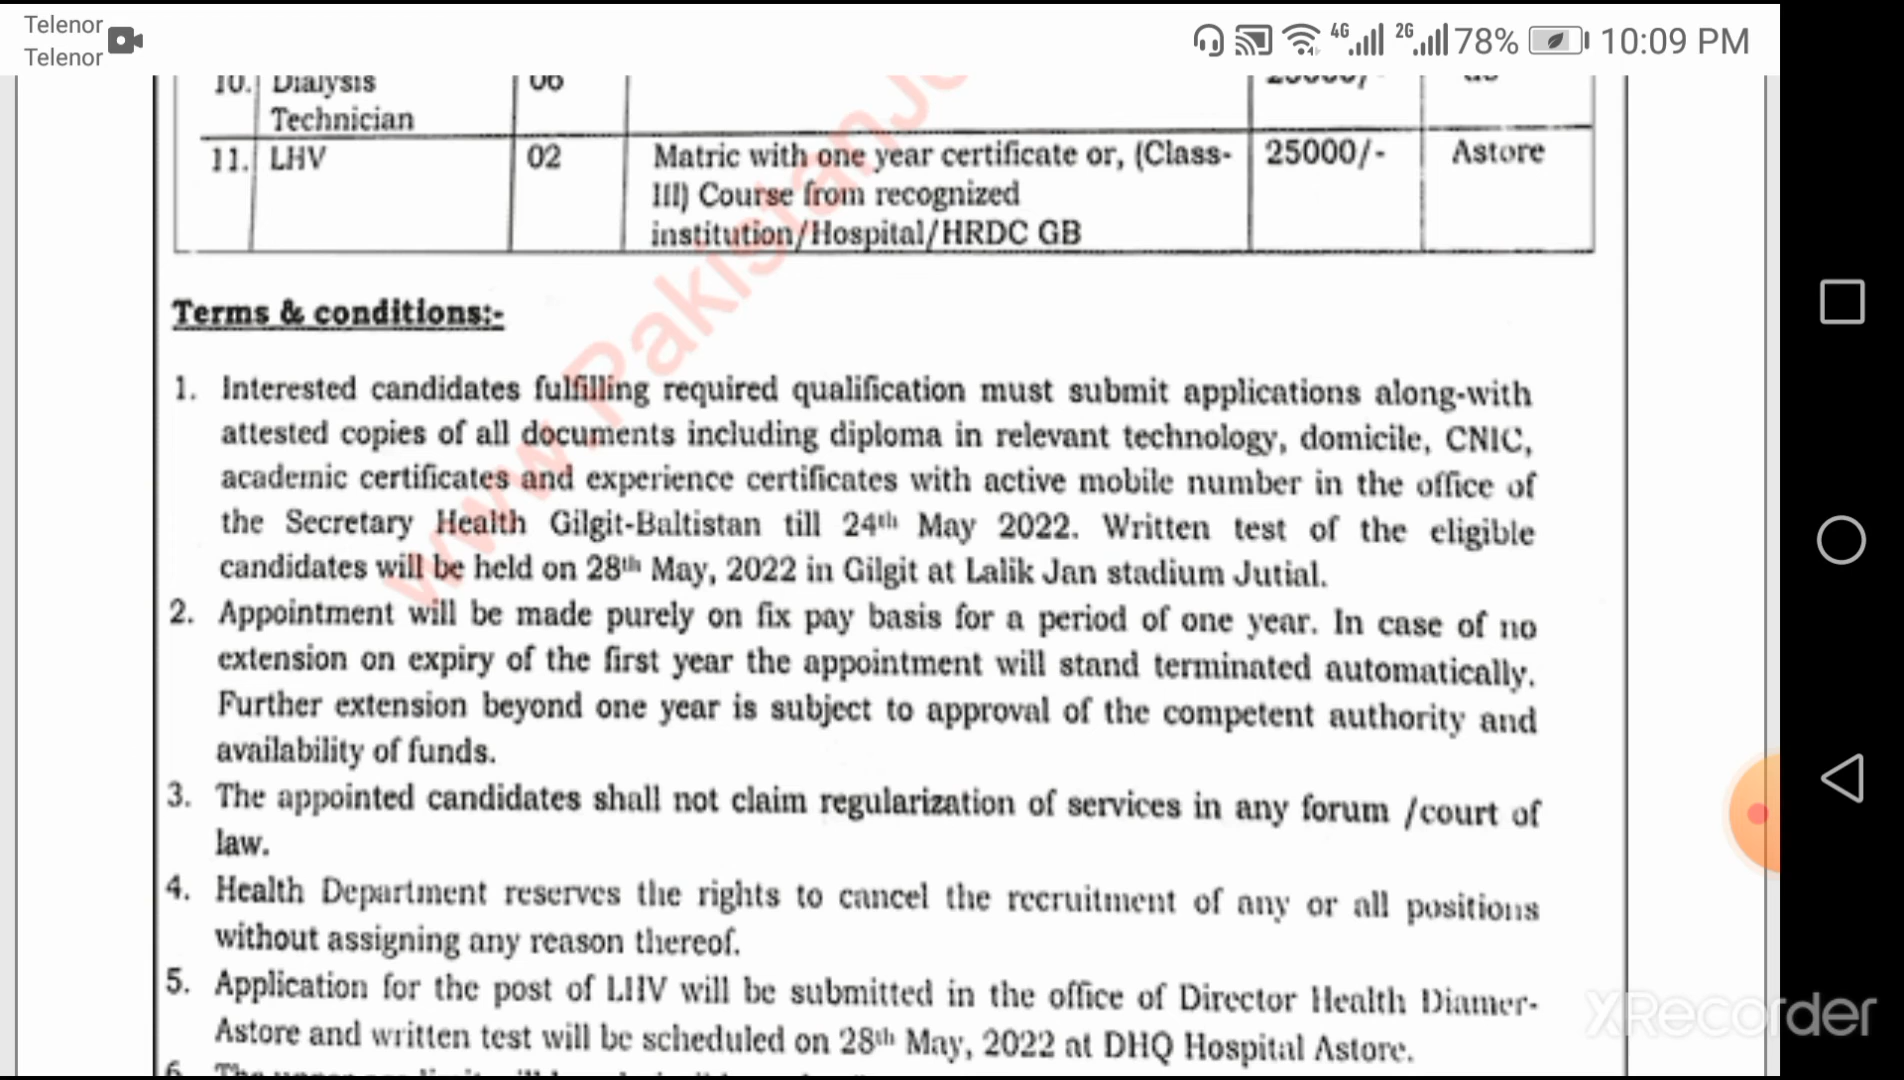 Telenor
Telenor
4G 2G 78% 10:09 PM
10. Dialysis 06 25000/- do
Technician
11. LHV 02 Matric with one year certificate or, (Class- 25000/- Astore
III) Course from recognized
institution/Hospital/HRDC GB
Terms & conditions:-
1. Interested candidates fulfilling required qualification must submit applications along-with
attested copies of all documents including diploma in relevant technology, domicile, CNIC,
academic certificates and experience certificates with active mobile number in the office of
the Secretary Health Gilgit-Baltistan till 24th May 2022. Written test of the eligible
candidates will be held on 28th May, 2022 in Gilgit at Lalik Jan stadium Jutial.
2. Appointment will be made purely on fix pay basis for a period of one year. In case of no
extension on expiry of the first year the appointment will stand terminated automatically.
Further extension beyond one year is subject to approval of the competent authority and
availability of funds.
3. The appointed candidates shall not claim regularization of services in any forum /court of
law.
4. Health Department reserves the rights to cancel the recruitment of any or all positions
without assigning any reason thereof.
5. Application for the post of LHV will be submitted in the office of Director Health Diamer-
Astore and written test will be scheduled on 28th May, 2022 at DHQ Hospital Astore.
www.PakistanJo
XRecorder